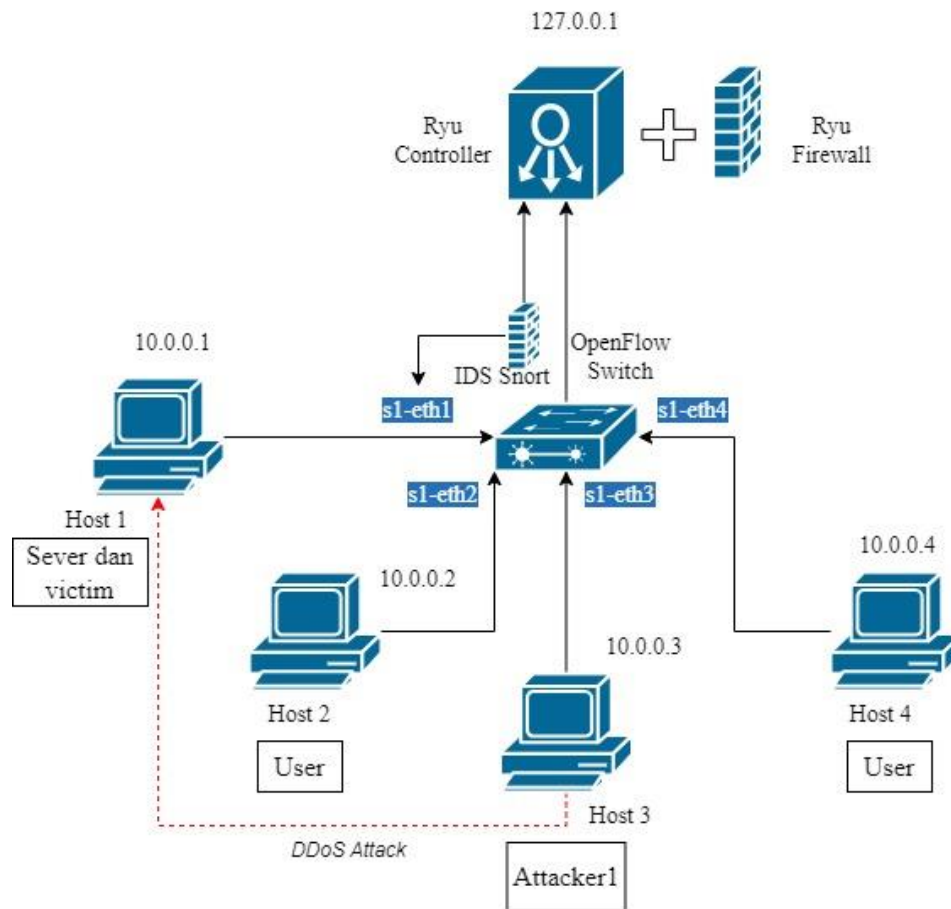 127.0.0.1
Ryu
Controller
Ryu
Firewall
10.0.0.1
IDS Snort
OpenFlow
Switch
s1-eth1
s1-eth4
s1-eth2
s1-eth3
Host 1
Sever dan
victim
10.0.0.2
10.0.0.4
10.0.0.3
Host 2
User
Host 4
User
Host 3
DDoS Attack
Attacker1